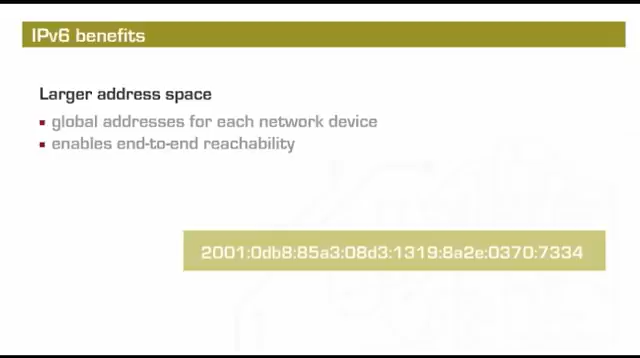 IPv6 benefits
Larger address space
global addresses for each network device
enables end-to-end reachability
2001:0db8:85a3:08d3:1319:8a2e:0370:7334